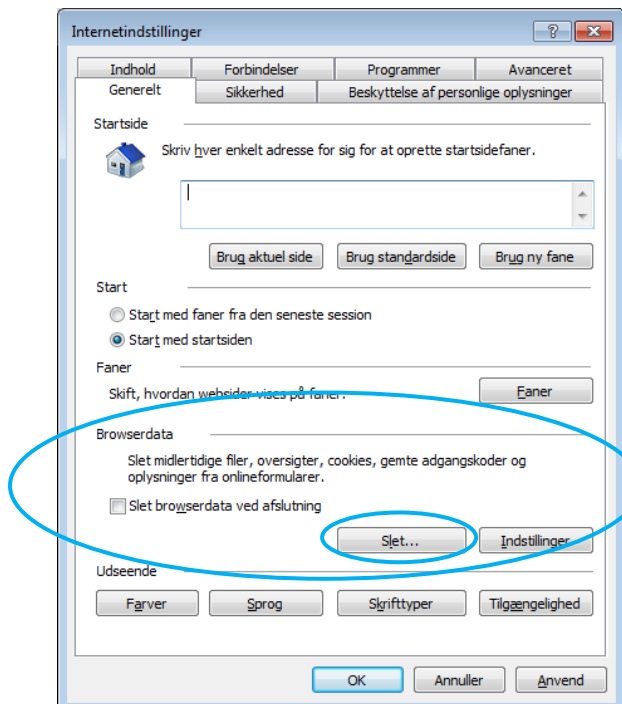 Internetindstillinger
Indhold Forbindelser Programmer Avanceret
Generelt Sikkerhed Beskyttelse af personlige oplysninger
Startside
Skriv hver enkelt adresse for sig for at oprette startsidefaner.
Brug aktuel side Brug standardside Brug ny fane
Start
Start med faner fra den seneste session
Start med startsiden
Faner
Skift, hvordan websider vises på faner. Faner
Browserdata
Slet midlertidige filer, oversigter, cookies, gemte adgangskoder og
oplysninger fra onlineformularer.
Slet browserdata ved afslutning
Slet... Indstillinger
Udseende
Farver Sprog Skrifttyper Tilgængelighed
OK Annuller Anvend